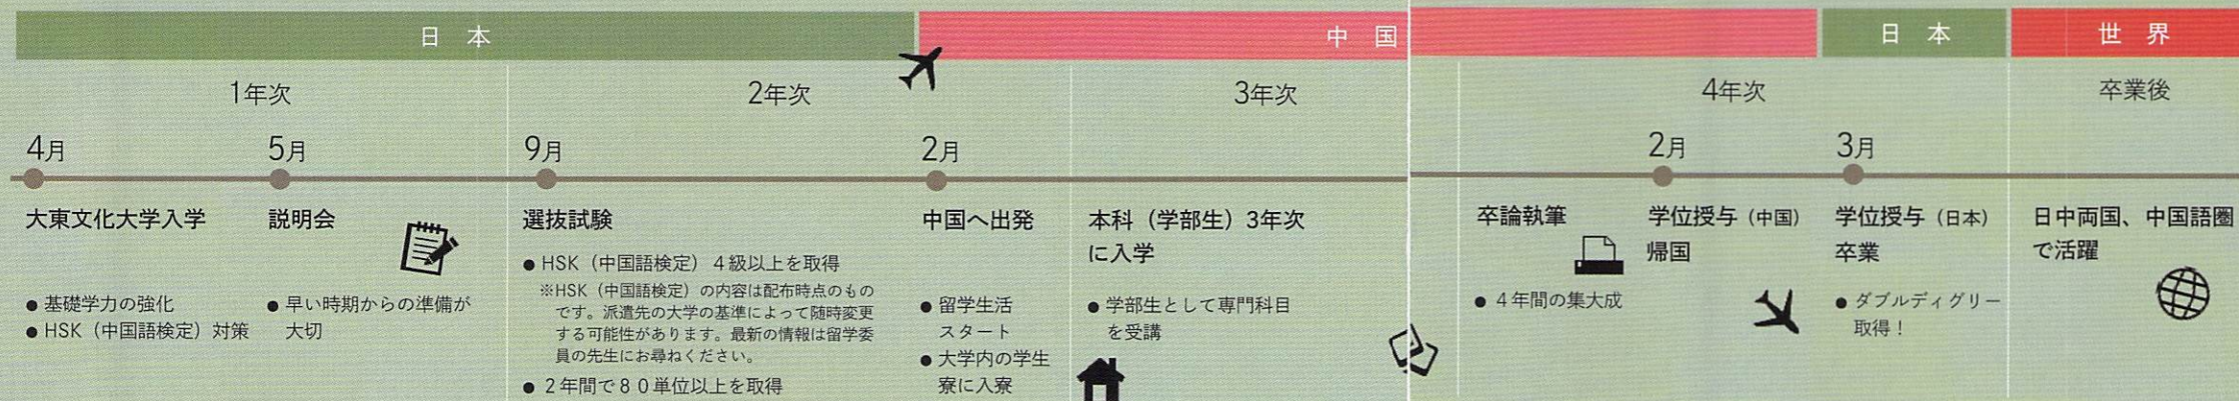 日 本
中 国
日 本
世 界
1年次
2年次
3年次
4年次
卒業後
4月
大東文化大学入学
● 基礎学力の強化
● HSK（中国語検定）対策
5月
説明会
● 早い時期からの準備が
大切
9月
選抜試験
● HSK（中国語検定）４級以上を取得
※HSK（中国語検定）の内容は配布時点のもの
です。派遣先の大学の基準によって随時変更
する可能性があります。最新の情報は留学委
員の先生にお尋ねください。
● ２年間で８０単位以上を取得
2月
中国へ出発
● 留学生活
スタート
● 大学内の学生
寮に入寮
本科（学部生）3年次
に入学
● 学部生として専門科目
を受講
卒論執筆
● ４年間の集大成
2月
学位授与（中国）
帰国
3月
学位授与（日本）
卒業
● ダブルディグリー
取得！
日中両国、中国語圏
で活躍